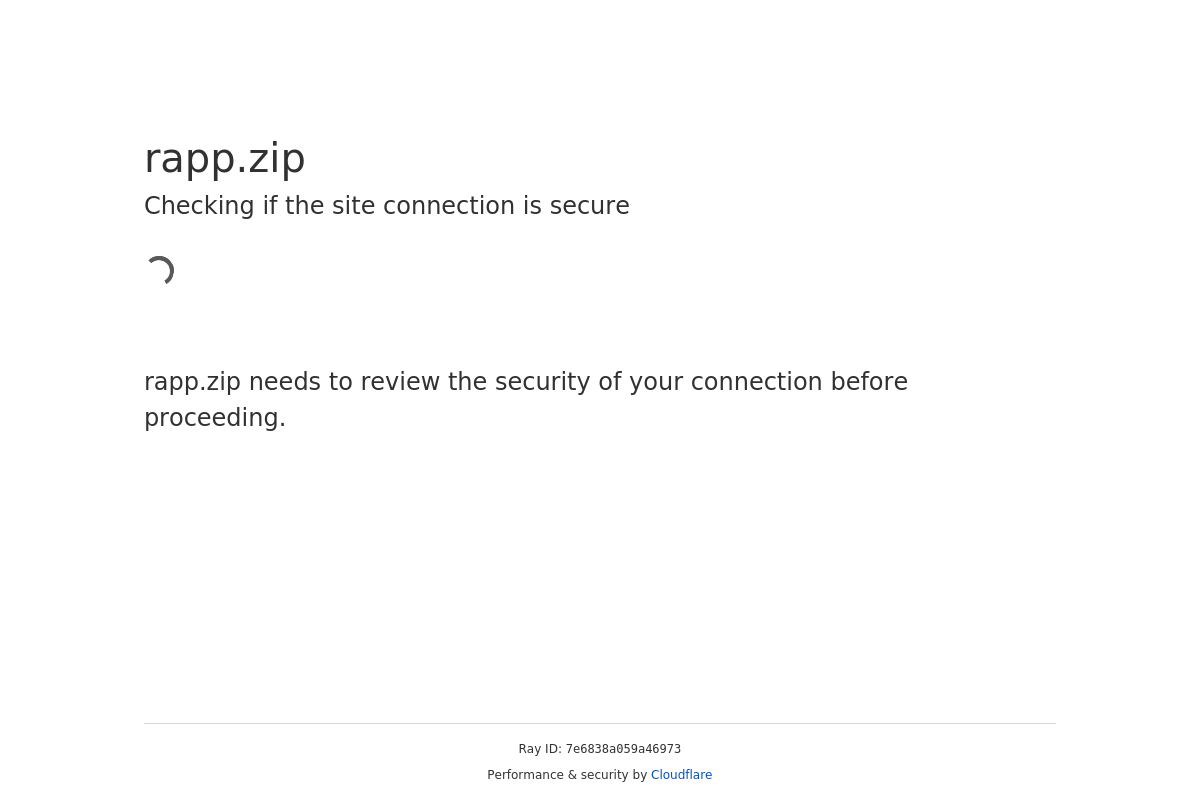 rapp.zip
Checking if the site connection is secure
rapp.zip needs to review the security of your connection before
proceeding.
Ray ID: 7e6838a059a46973
Performance & security by Cloudflare